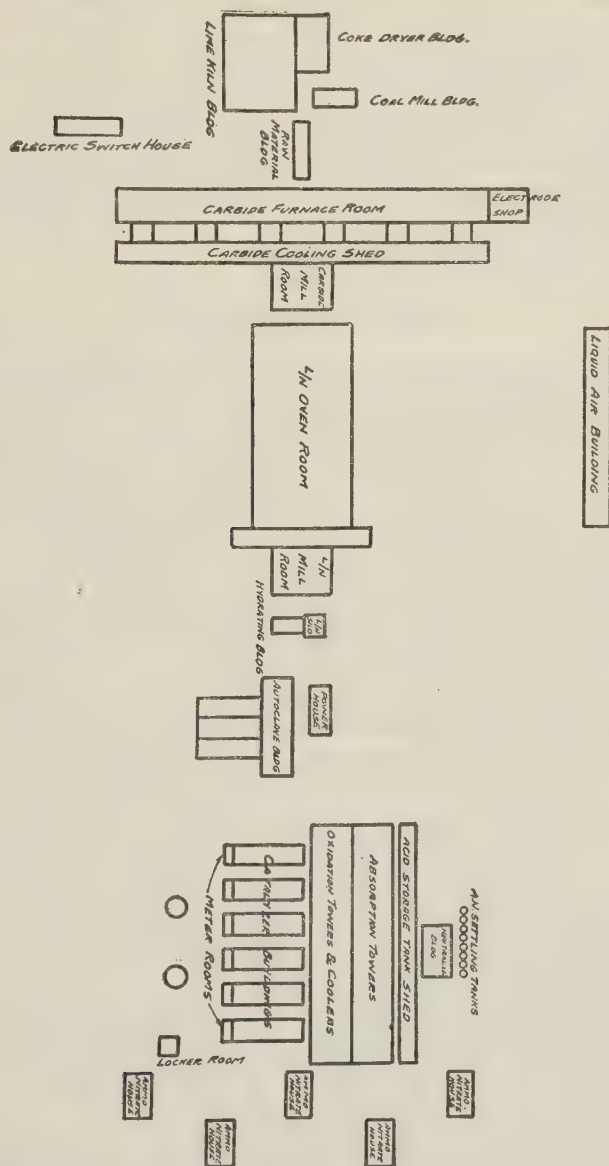 COKE DRYER BLDG.
LIME KILN BLDG
COAL MILL BLDG.
ELECTRIC SWITCH HOUSE
RAW
MATERIAL
BLDG
CARBIDE FURNACE ROOM
ELECTRODE
SHOP
CARBIDE COOLING SHED
CARBIDE
MILL
ROOM
LIQUID AIR BUILDING
L/N OVEN ROOM
L/N
MILL
ROOM
HYDRATING BLDG
L/N
SILO
POWER
HOUSE
AUTOCLAVE BLDG
CATALYZER
BUILDINGS
METER ROOMS
OXIDATION TOWERS & COOLERS
ABSORPTION TOWERS
ACID STORAGE TANK SHED
NEUTRALIZ.
BLDG
AN. SETTLING TANKS
LOCKER ROOM
AMMO
NITRATE
HOUSE
AMMO
NITRATE
HOUSE
AMMO.
NITRATE
HOUSE
AMMO
NITRATE
HOUSE
AMMO
NITRATE
HOUSE